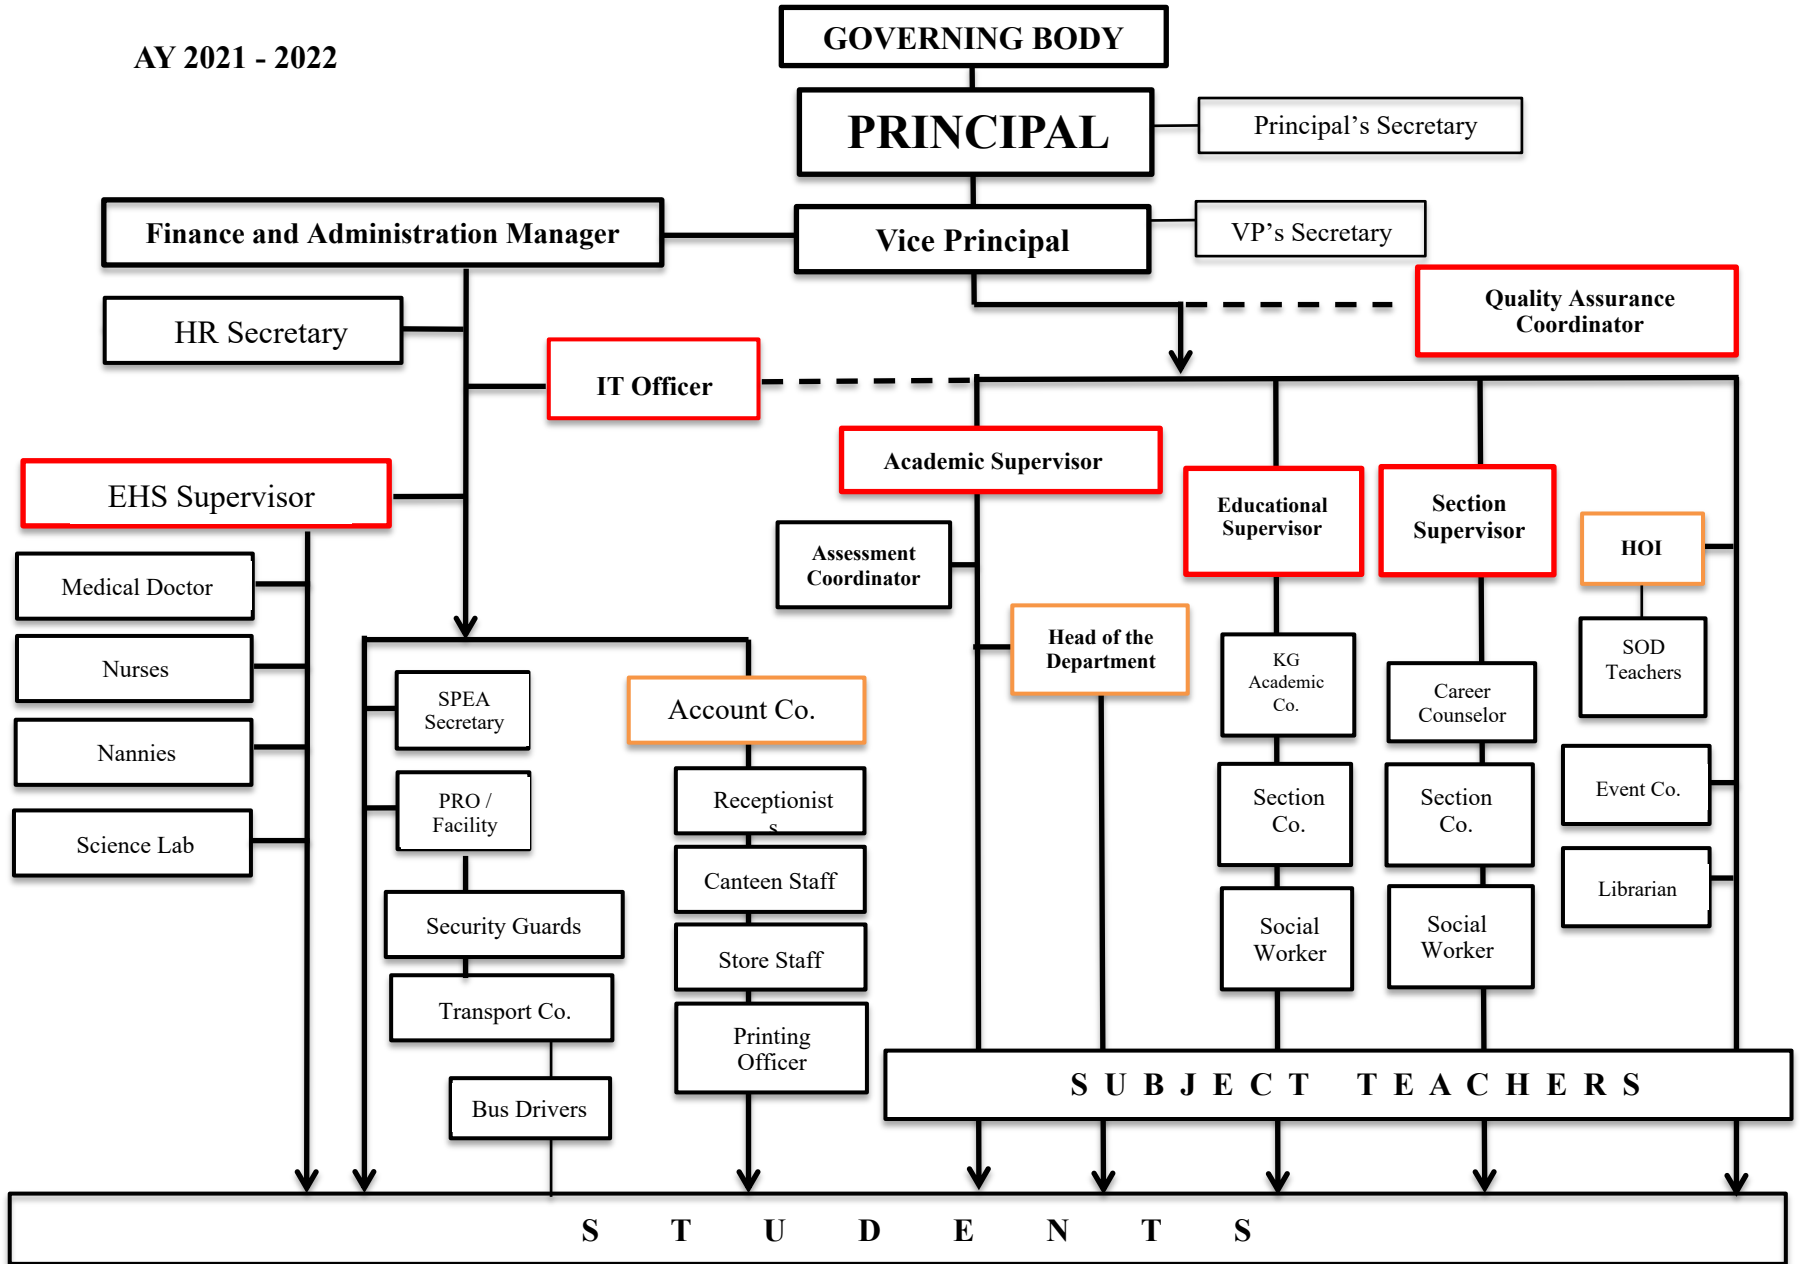 GOVERNING BODY
AY 2021 - 2022
PRINCIPAL
Principal’s Secretary
Finance and Administration Manager
Vice Principal
VP’s Secretary
Quality Assurance
Coordinator
HR Secretary
IT Officer
Academic Supervisor
EHS Supervisor
Educational
Supervisor
Section
Supervisor
HOI
Assessment
Coordinator
Medical Doctor
Head of the
Department
SOD
Teachers
Nurses
KG
Academic
Co.
Career
Counselor
SPEA
Secretary
Account Co.
Nannies
Event Co.
PRO /
Facility
Receptionist
s
Section
Co.
Section
Co.
Science Lab
Canteen Staff
Librarian
Security Guards
Social
Worker
Social
Worker
Store Staff
Transport Co.
Printing
Officer
SUBJECT TEACHERS
Bus Drivers
STUDENTS